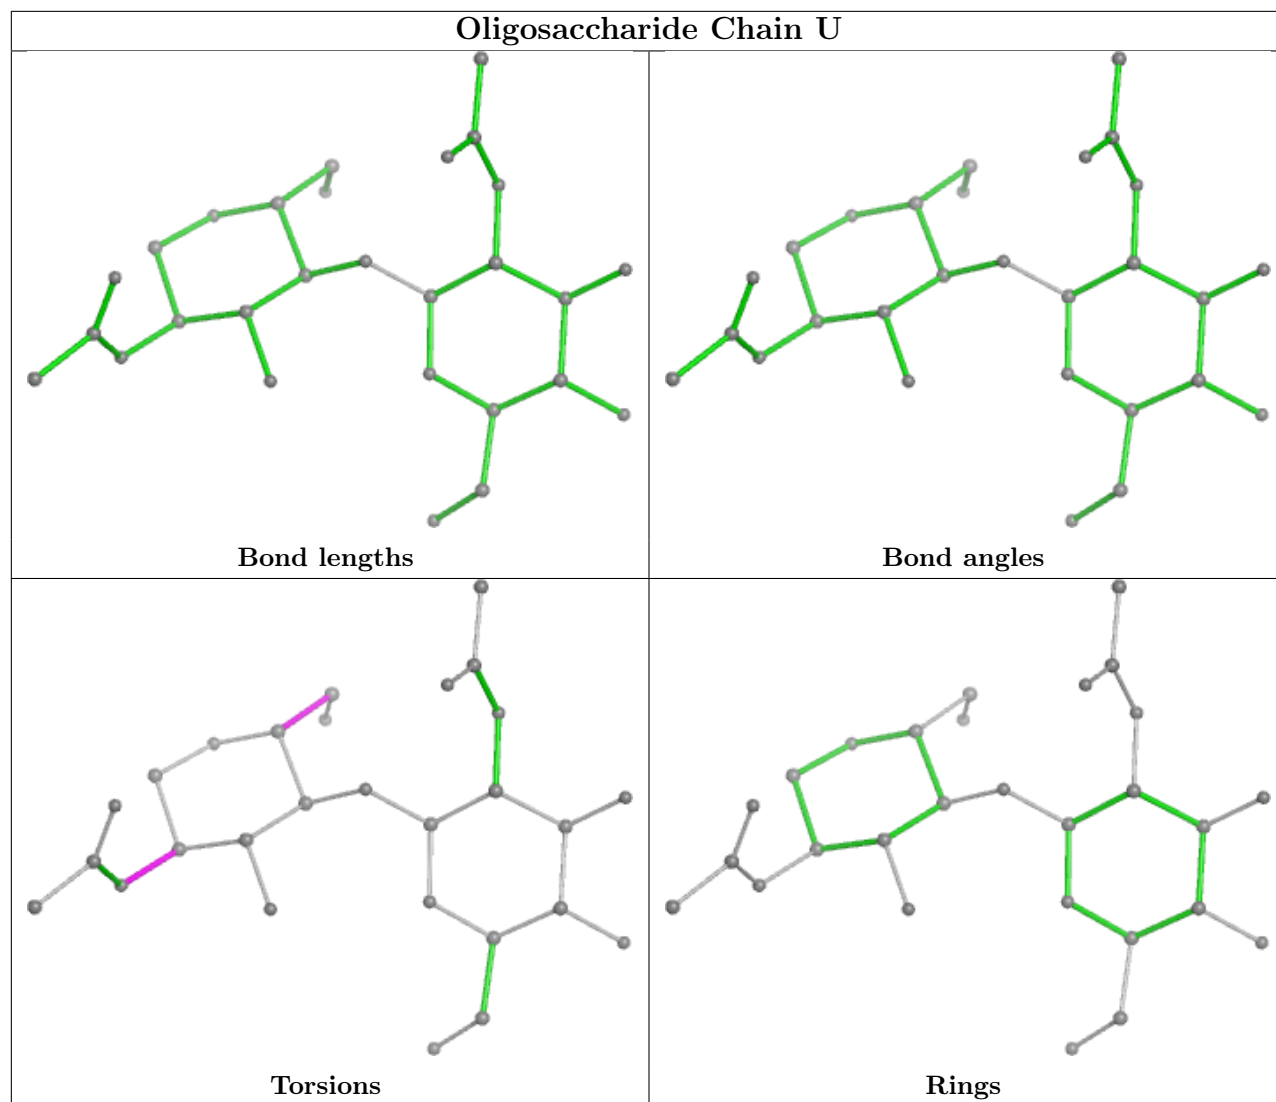 Oligosaccharide Chain U
Bond lengths
Bond angles
Torsions
Rings